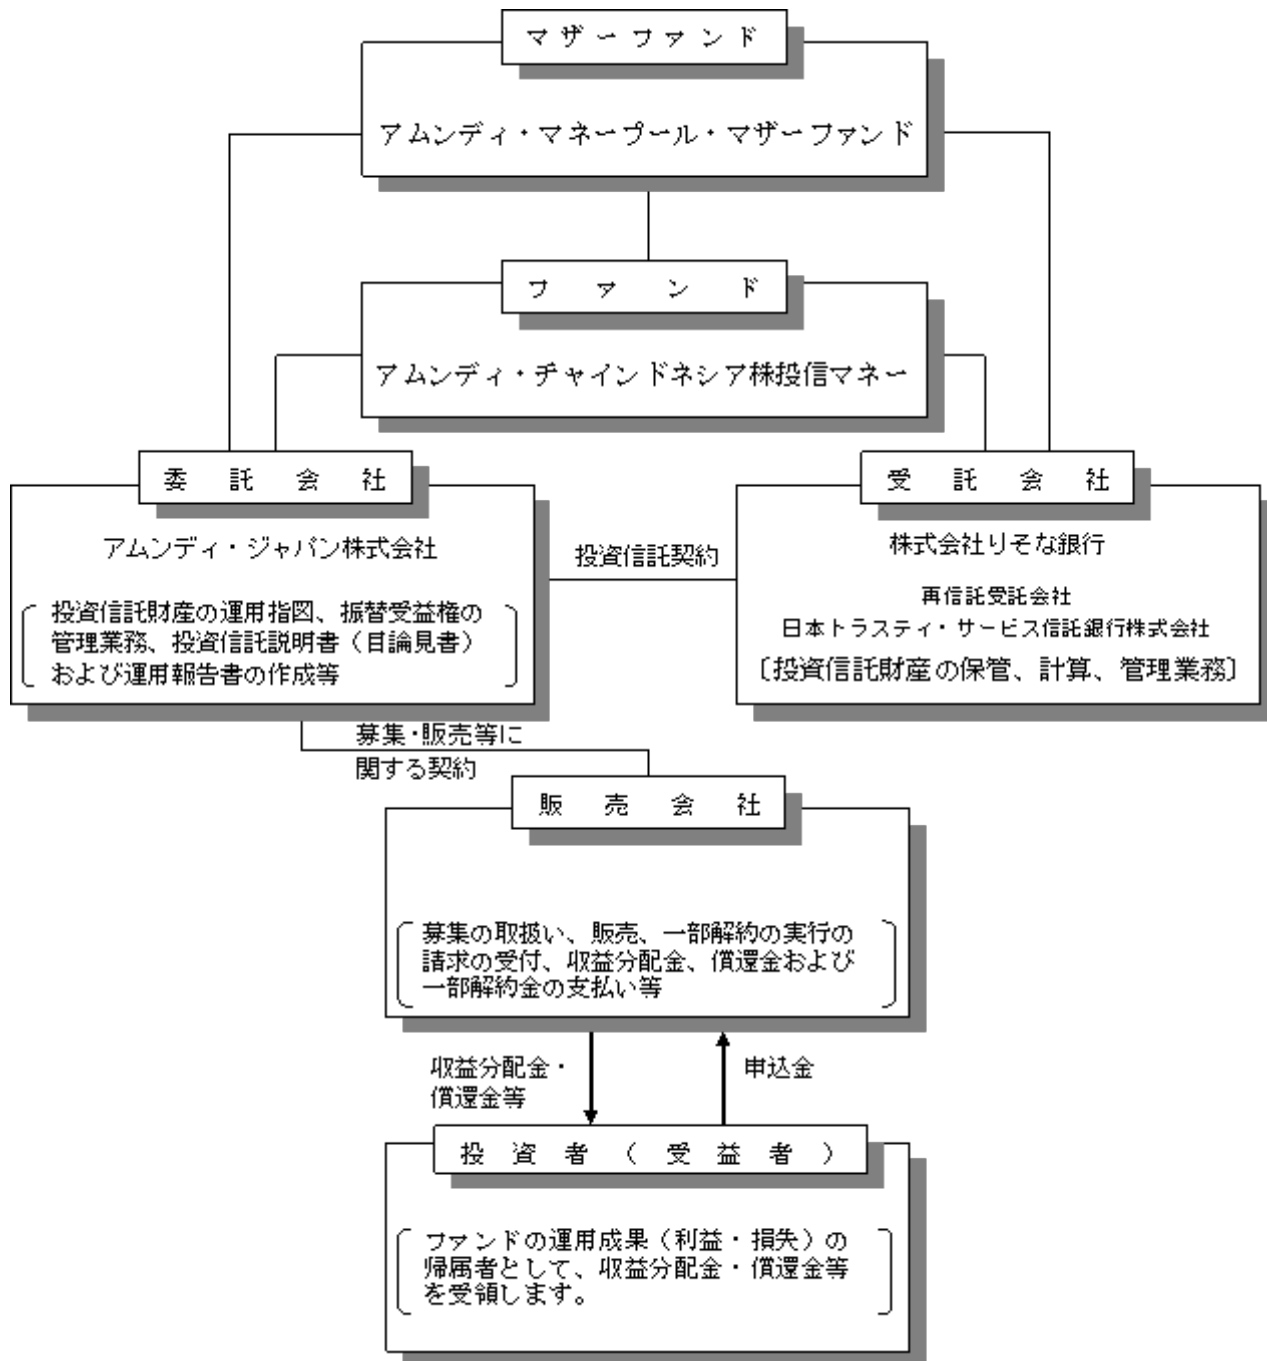 マザーファンド
アムンディ・マネープール・マザーファンド
ファンド
アムンディ・チャインドネシア株投信マネー
委託会社
アムンディ・ジャパン株式会社
投資信託財産の運用指図、振替受益権の
管理業務、投資信託説明書（目論見書）
および運用報告書の作成等
投資信託契約
受託会社
株式会社りそな銀行
再信託受託会社
日本トラスティ・サービス信託銀行株式会社
〔投資信託財産の保管、計算、管理業務〕
募集・販売等に
関する契約
販売会社
募集の取扱い、販売、一部解約の実行の
請求の受付、収益分配金、償還金および
一部解約金の支払い等
収益分配金・
償還金等
申込金
投資者（受益者）
ファンドの運用成果（利益・損失）の
帰属者として、収益分配金・償還金等
を受領します。